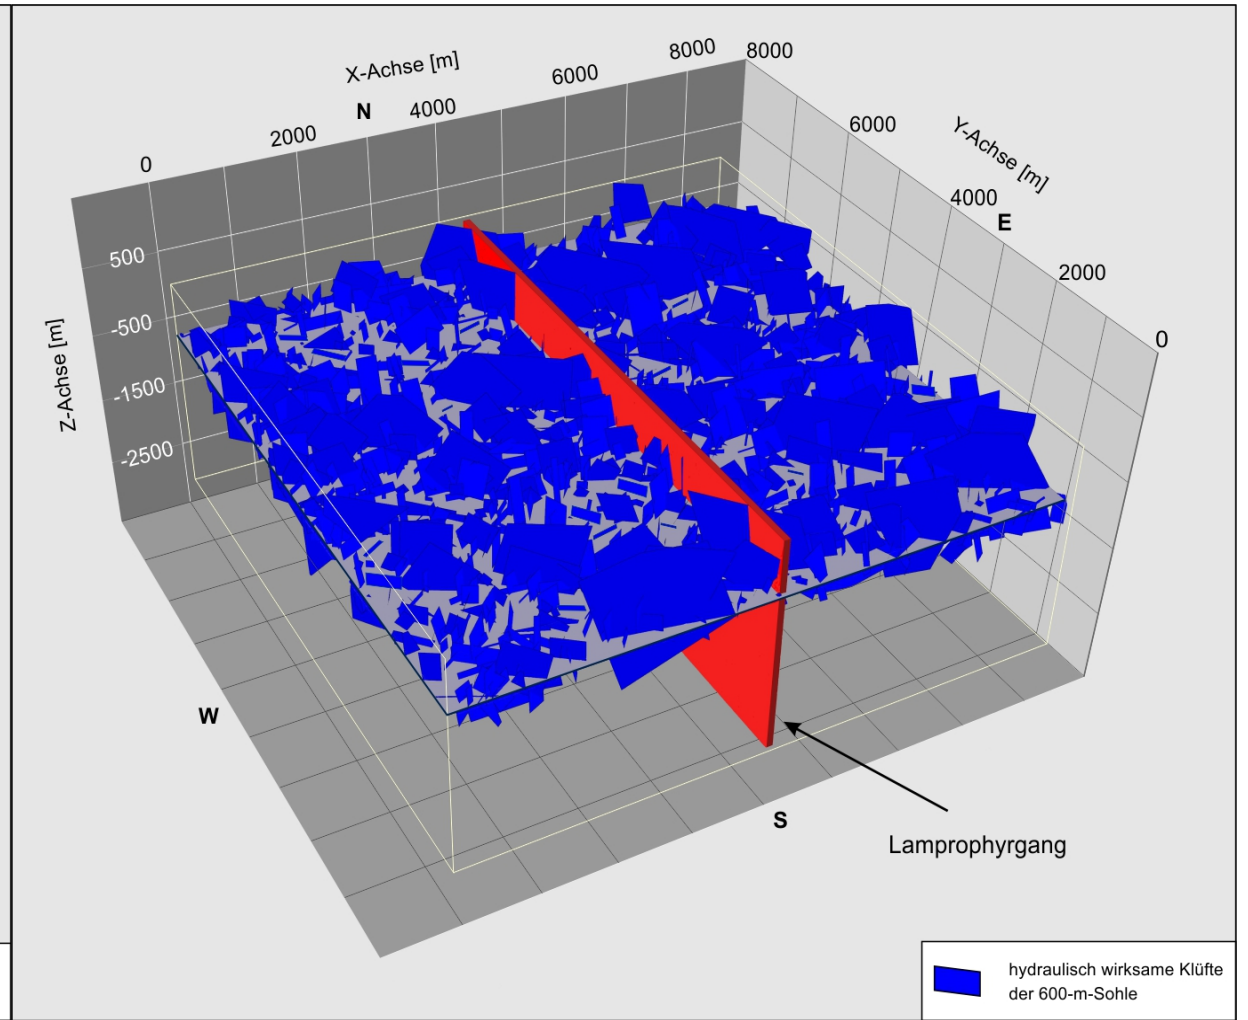 X-Achse [m]
N
0
2000
4000
6000
8000
8000
6000
4000
2000
0
Y-Achse [m]
E
500
-500
-1500
-2500
Z-Achse [m]
W
S
Lamprophyrgang
hydraulisch wirksame Klüfte
der 600-m-Sohle